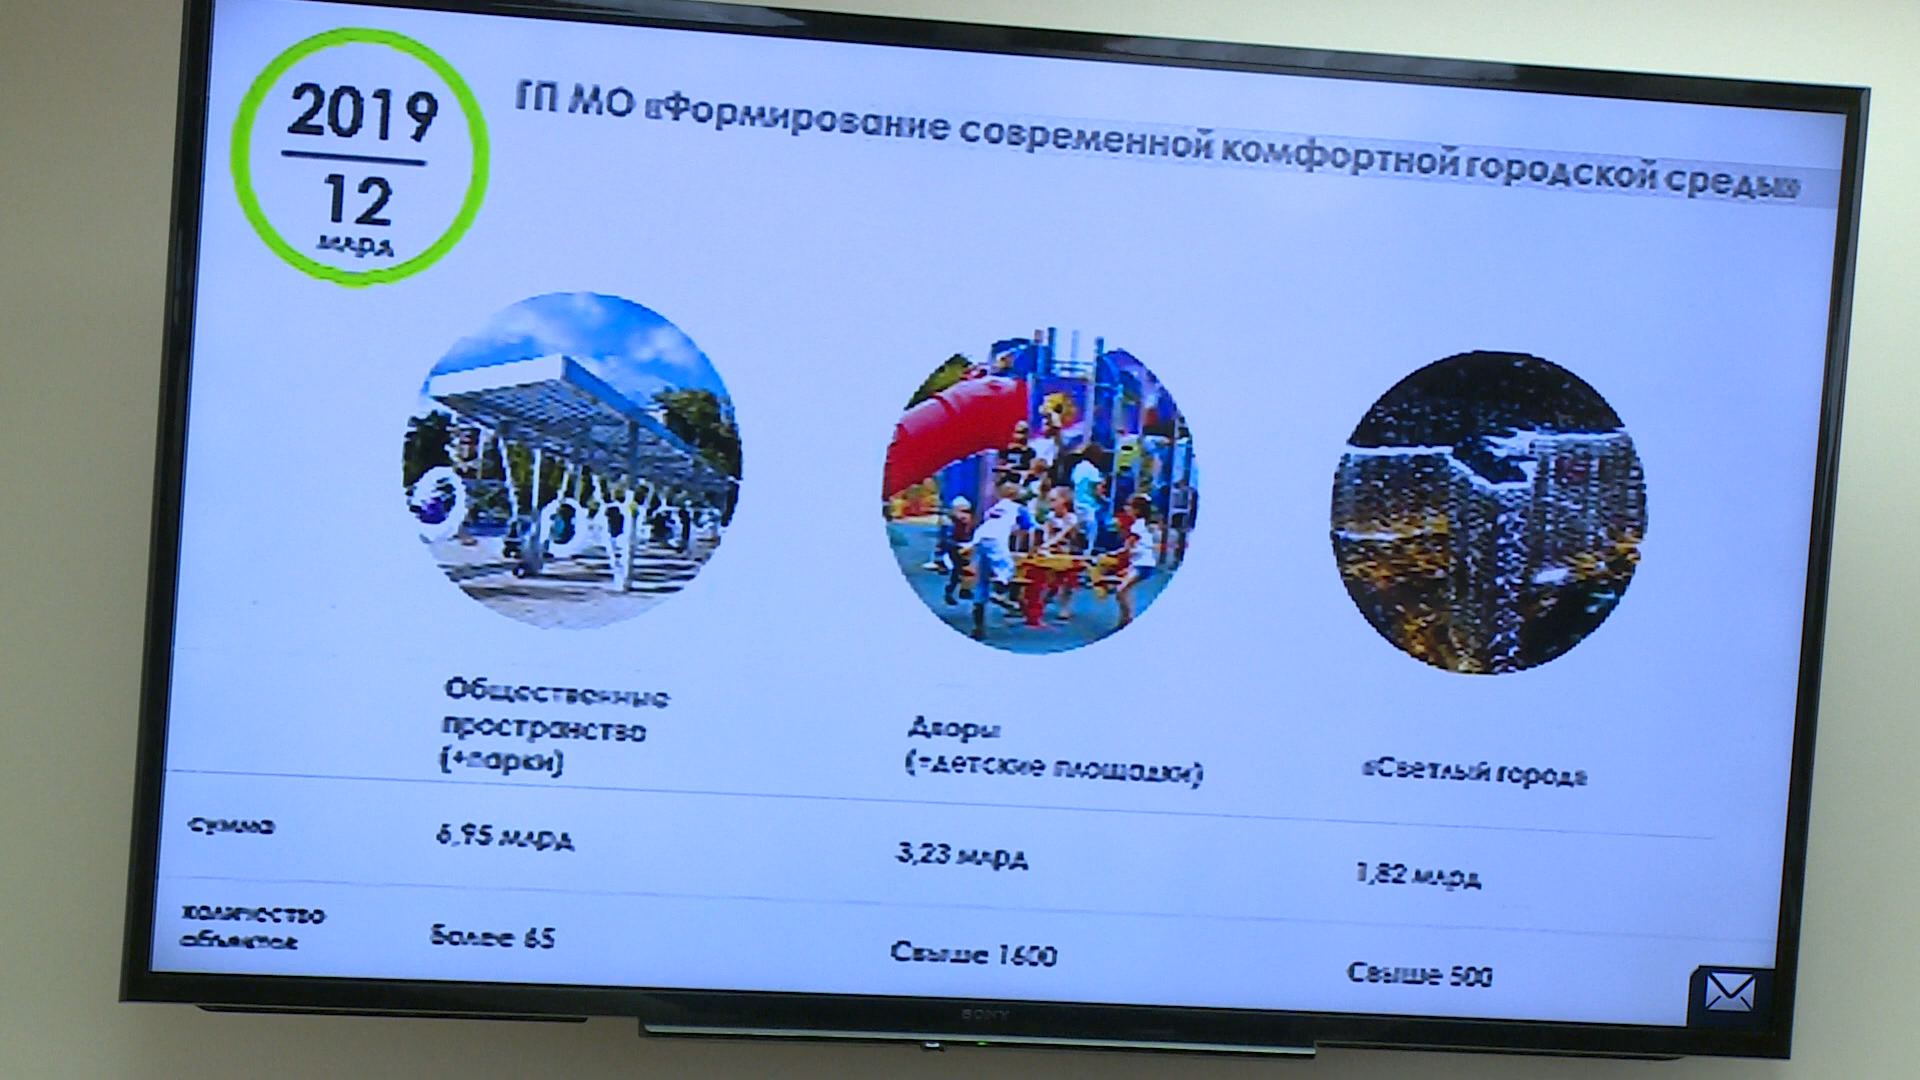 2019
12
млрд
ГП МО «Формирование современной комфортной городской среды»
Общественные
пространство
(+парки)
Дворы
(+детские площадки)
«Светлый город»
сумма
6,95 млрд
3,23 млрд
1,82 млрд
количество
объектов
Более 65
Свыше 1600
Свыше 500
SONY